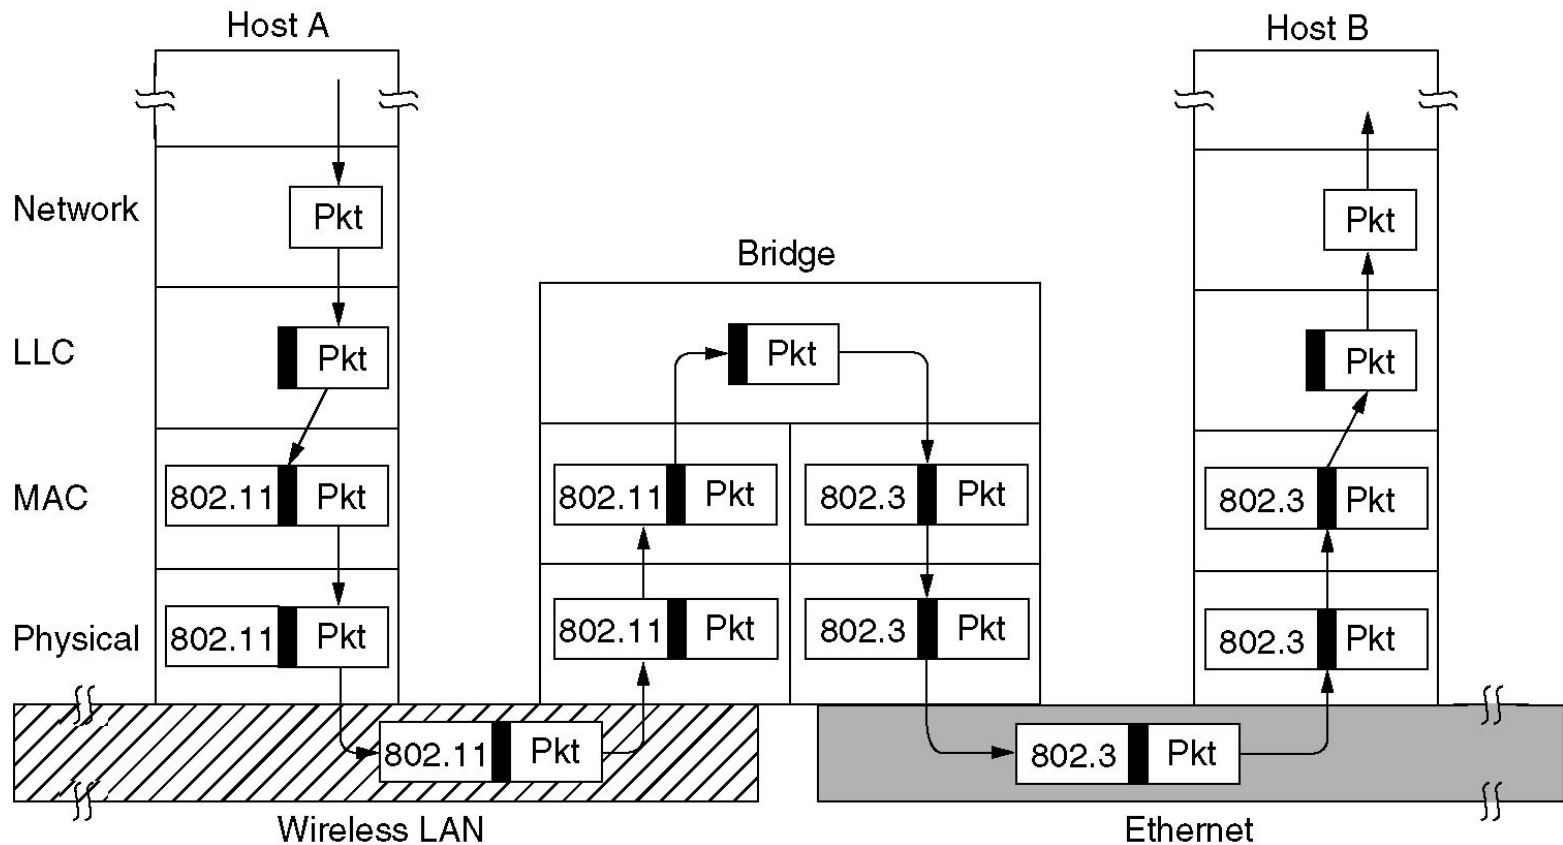 Host A
Host B
Network
Pkt
Pkt
Bridge
LLC
Pkt
Pkt
Pkt
MAC
802.11 Pkt
802.11 Pkt
802.3 Pkt
802.3 Pkt
Physical
802.11 Pkt
802.11 Pkt
802.3 Pkt
802.3 Pkt
802.11 Pkt
802.3 Pkt
Wireless LAN
Ethernet